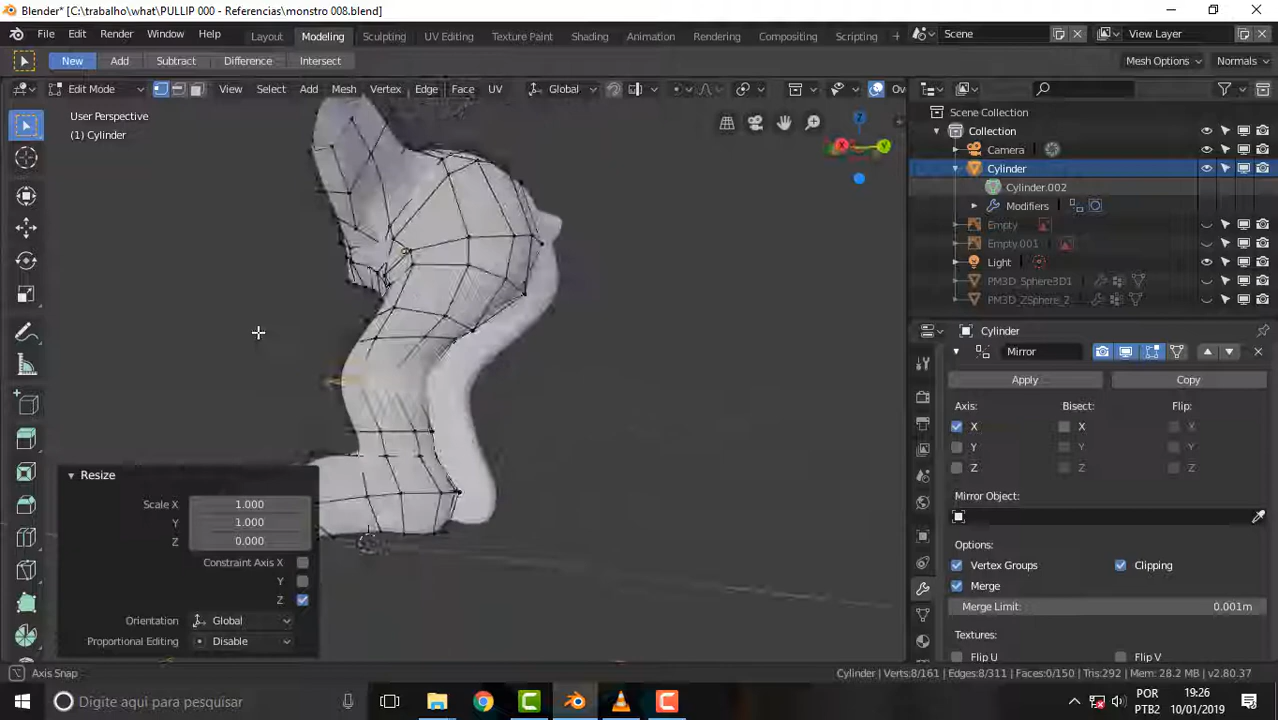 Blender* [C:\trabalho\what\PULLIP 000 - Referencias\monstro 008.blend]
File Edit Render Window Help Layout Modeling Sculpting UV Editing Texture Paint Shading Animation Rendering Compositing Scripting Scene View Layer
New Add Subtract Difference Intersect Mesh Options Normals
Edit Mode View Select Add Mesh Vertex Edge Face UV Global Ov
User Perspective
(1) Cylinder
Scene Collection
Collection
Camera
Cylinder
Cylinder.002
Modifiers
Empty
Empty.001
Light
PM3D_Sphere3D1
PM3D_ZSphere_2
Cylinder
Mirror
Apply Copy
Axis: Bisect: Flip:
X X X
Y Y Y
Z Z Z
Mirror Object:
Options:
Vertex Groups Clipping
Merge
Merge Limit: 0.001m
Textures:
Flip U Flip V
Resize
Scale X 1.000
Y 1.000
Z 0.000
Constraint Axis X
Y
Z
Orientation Global
Proportional Editing Disable
Axis Snap Cylinder | Verts:8/161 | Edges:8/311 | Faces:0/150 | Tris:292 | Mem: 28.2 MB | v2.80.37
Digite aqui para pesquisar
POR
PTB2
19:26
10/01/2019